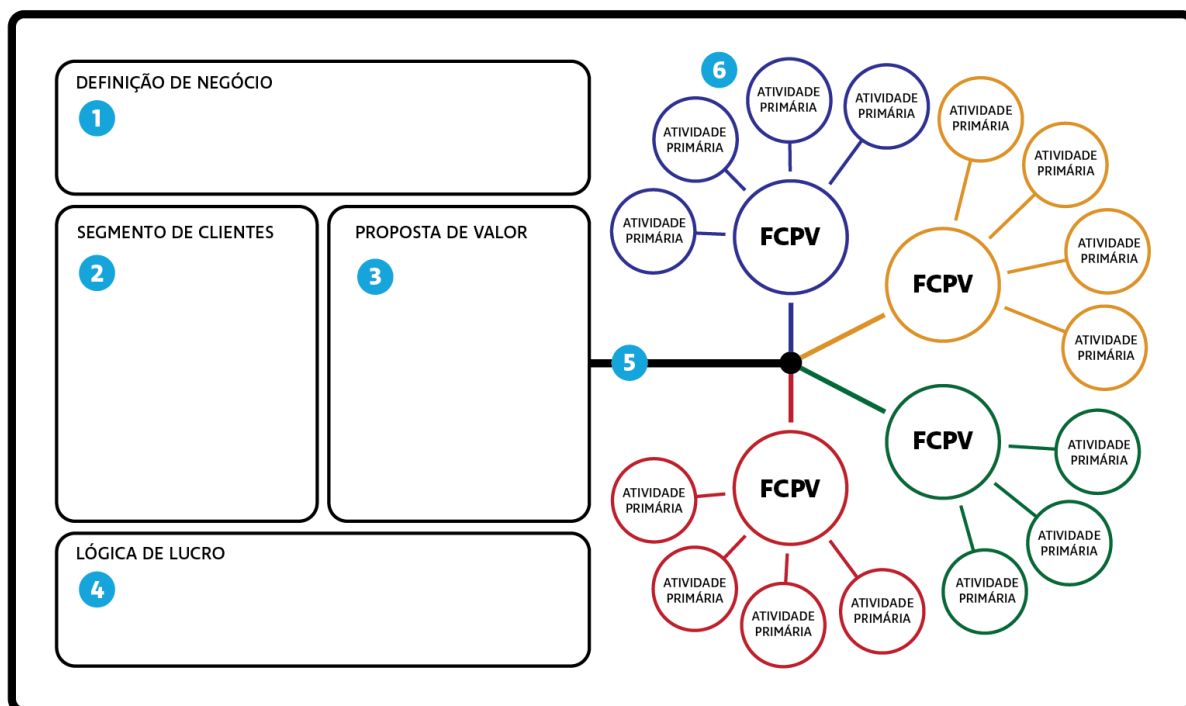 DEFINIÇÃO DE NEGÓCIO
1
SEGMENTO DE CLIENTES
2
PROPOSTA DE VALOR
3
LÓGICA DE LUCRO
4
5
6
ATIVIDADE
PRIMÁRIA
ATIVIDADE
PRIMÁRIA
ATIVIDADE
PRIMÁRIA
ATIVIDADE
PRIMÁRIA
FCPV
ATIVIDADE
PRIMÁRIA
ATIVIDADE
PRIMÁRIA
ATIVIDADE
PRIMÁRIA
ATIVIDADE
PRIMÁRIA
FCPV
ATIVIDADE
PRIMÁRIA
ATIVIDADE
PRIMÁRIA
ATIVIDADE
PRIMÁRIA
FCPV
ATIVIDADE
PRIMÁRIA
ATIVIDADE
PRIMÁRIA
ATIVIDADE
PRIMÁRIA
ATIVIDADE
PRIMÁRIA
FCPV